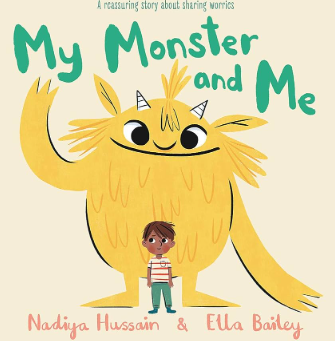 A reassuring story about sharing worries
My Monster
and Me
Nadiya Hussain & Ella Bailey